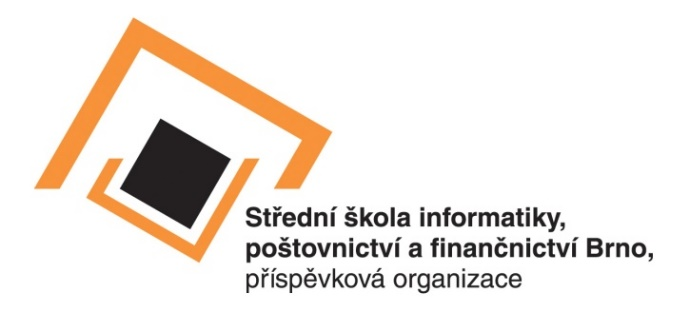 Střední škola informatiky,
poštovnictví a finančnictví Brno,
příspěvková organizace